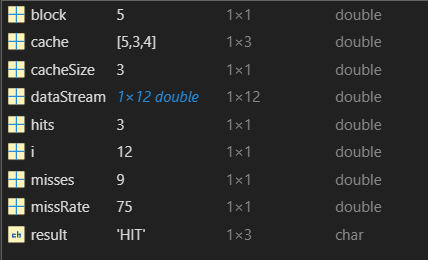 block 5 1×1 double
cache [5,3,4] 1×3 double
cacheSize 3 1×1 double
dataStream 1×12 double 1×12 double
hits 3 1×1 double
i 12 1×1 double
misses 9 1×1 double
missRate 75 1×1 double
ch result 'HIT' 1×3 char